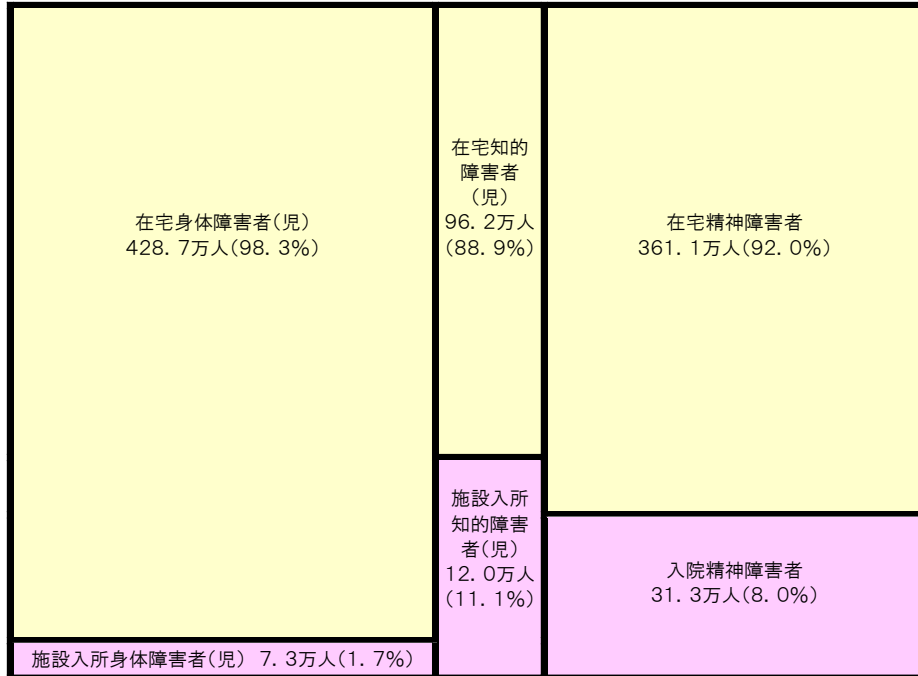 在宅身体障害者(児)
428．7万人(98．3%)
施設入所身体障害者(児) 7．3万人(1．7%)
在宅知的
障害者
(児)
96．2万人
(88．9%)
施設入所
知的障害
者(児)
12．0万人
(11．1%)
在宅精神障害者
361．1万人(92．0%)
入院精神障害者
31．3万人(8．0%)